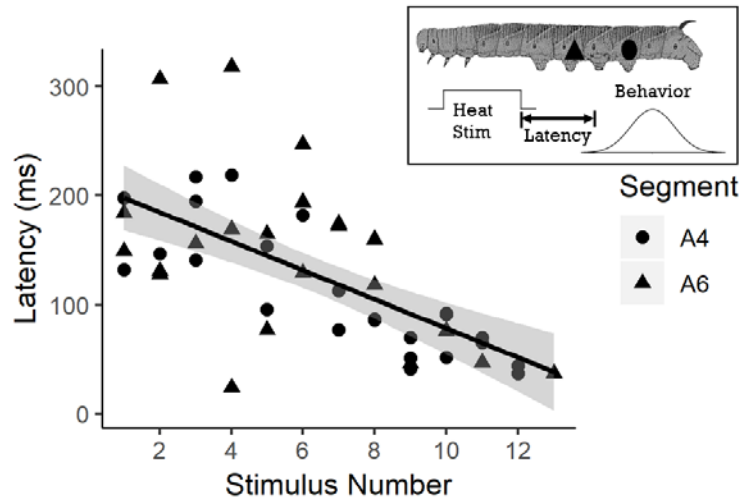 Behavior
Heat
Stim
Latency
300
200
100
0
Latency (ms)
2 4 6 8 10 12
Stimulus Number
Segment
A4
A6